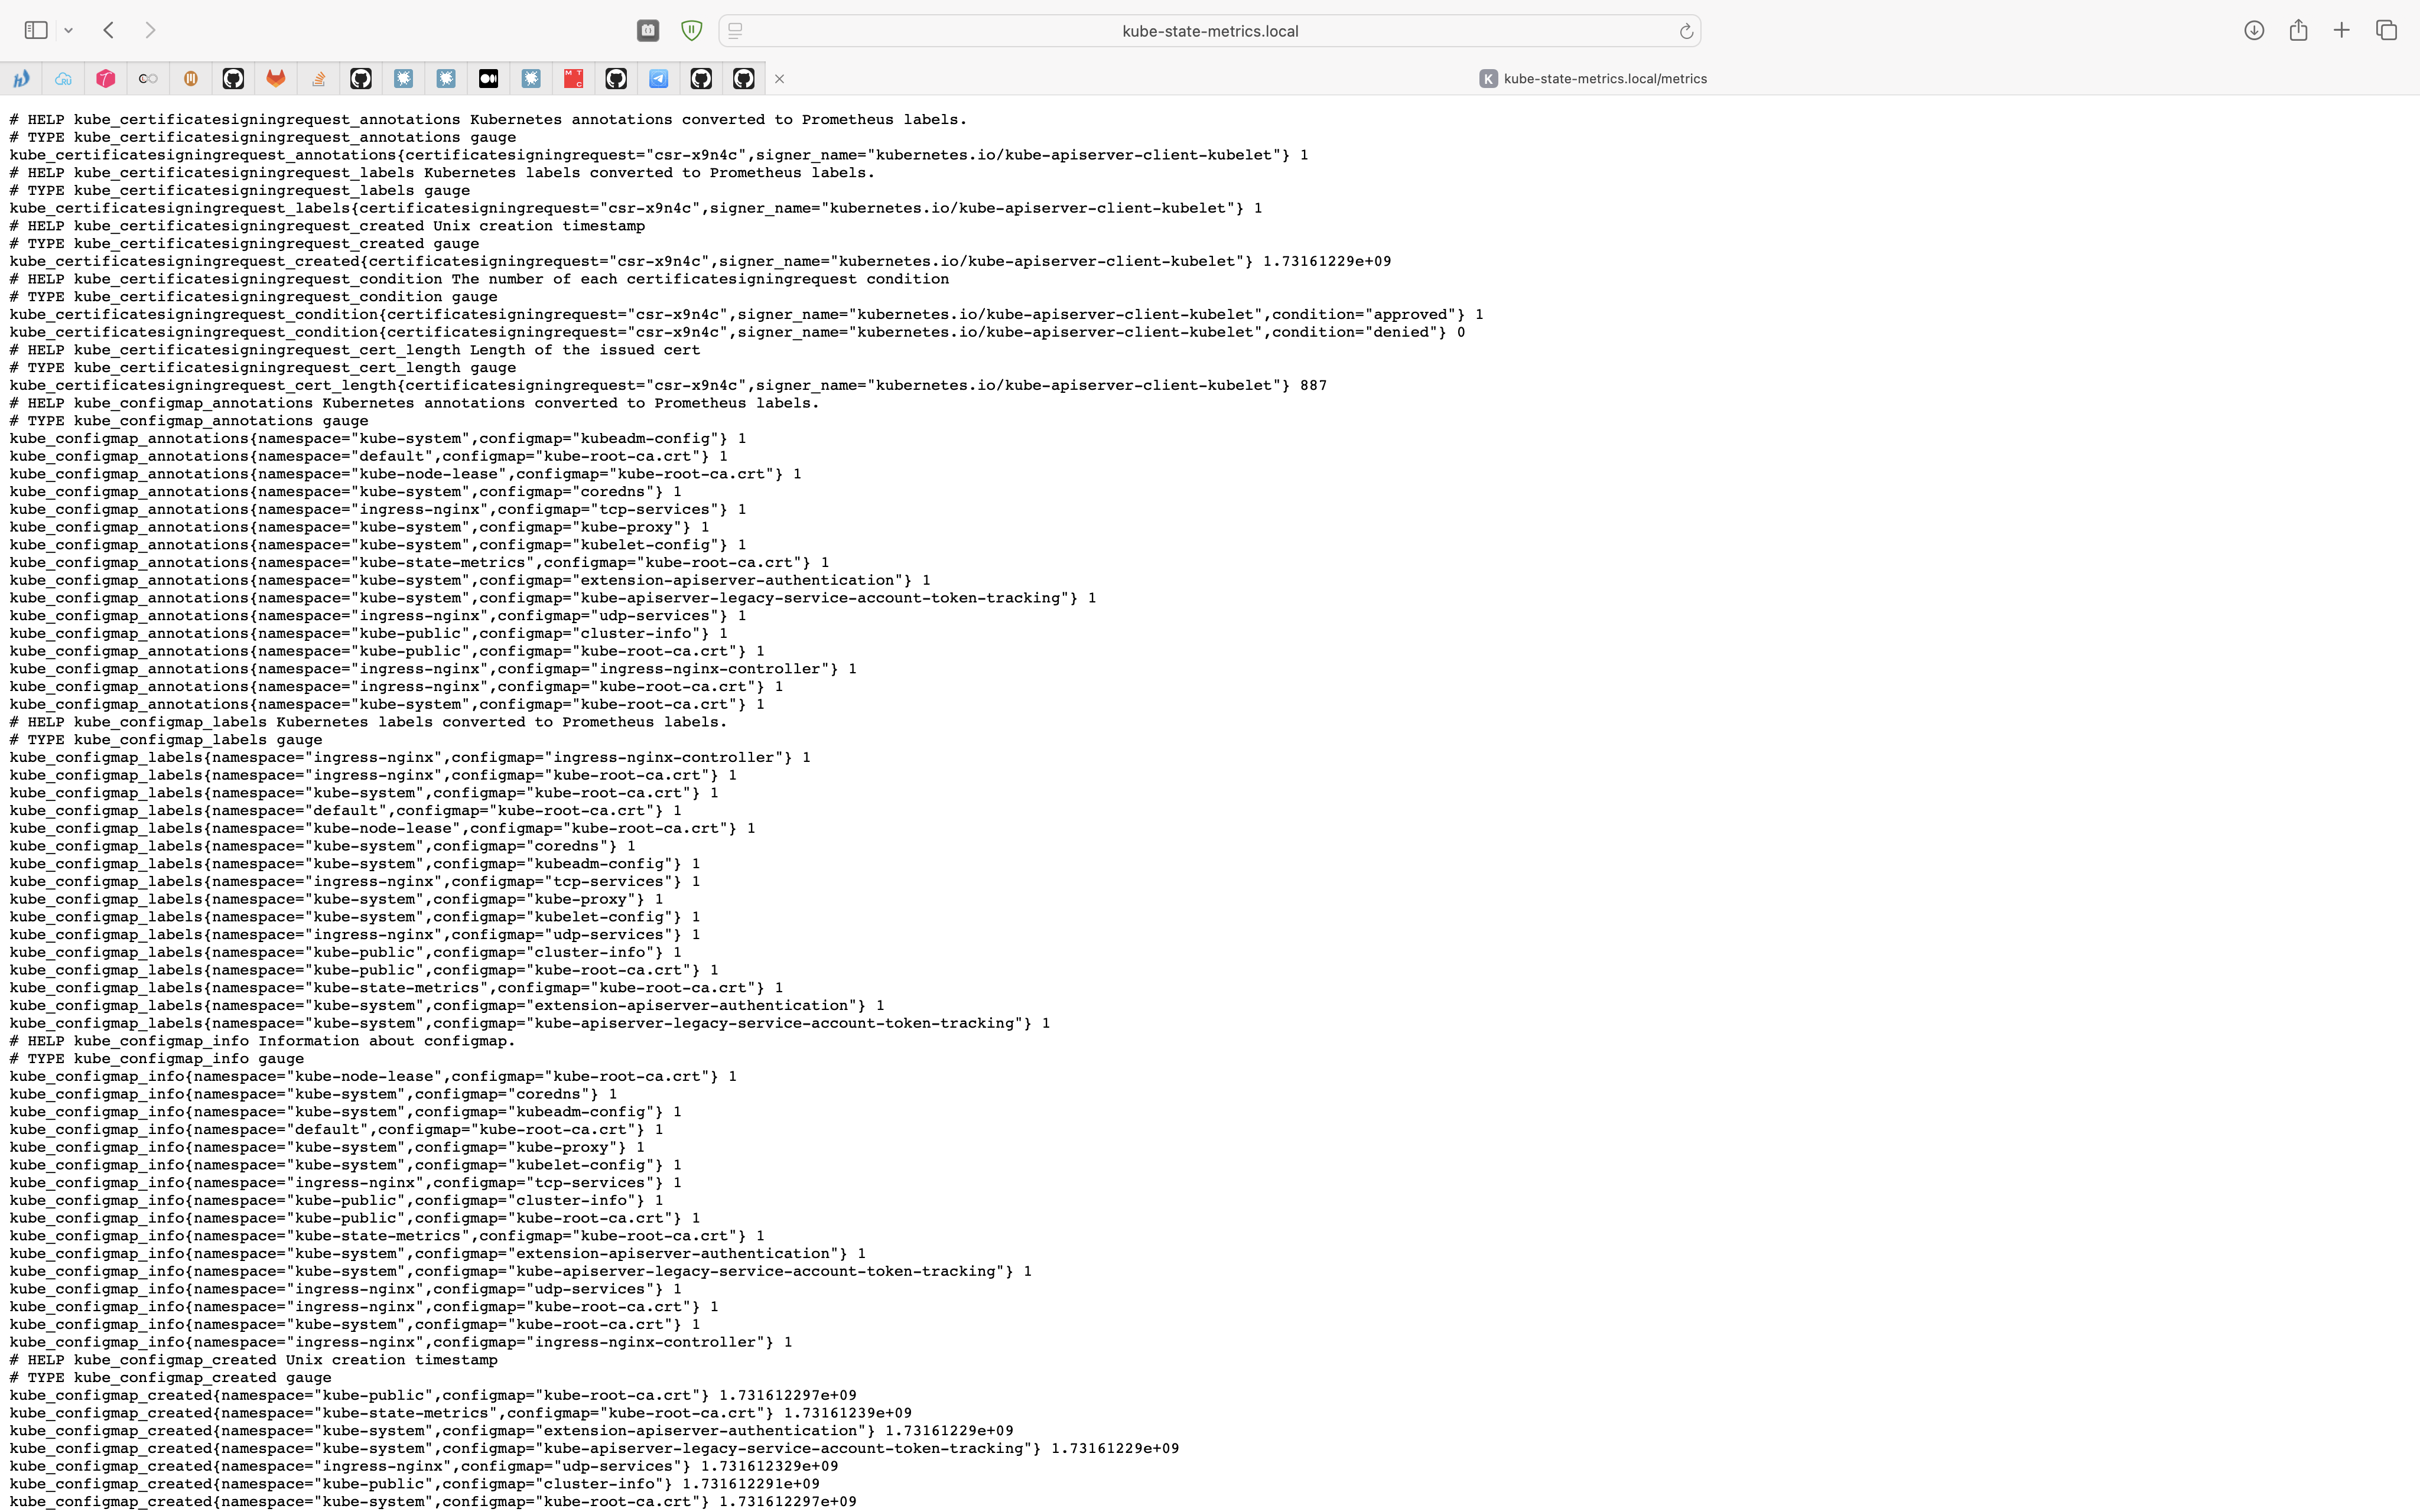 kube-state-metrics.local
K kube-state-metrics.local/metrics
# HELP kube_certificatesigningrequest_annotations Kubernetes annotations converted to Prometheus labels.
# TYPE kube_certificatesigningrequest_annotations gauge
kube_certificatesigningrequest_annotations{certificatesigningrequest="csr-x9n4c",signer_name="kubernetes.io/kube-apiserver-client-kubelet"} 1
# HELP kube_certificatesigningrequest_labels Kubernetes labels converted to Prometheus labels.
# TYPE kube_certificatesigningrequest_labels gauge
kube_certificatesigningrequest_labels{certificatesigningrequest="csr-x9n4c",signer_name="kubernetes.io/kube-apiserver-client-kubelet"} 1
# HELP kube_certificatesigningrequest_created Unix creation timestamp
# TYPE kube_certificatesigningrequest_created gauge
kube_certificatesigningrequest_created{certificatesigningrequest="csr-x9n4c",signer_name="kubernetes.io/kube-apiserver-client-kubelet"} 1.73161229e+09
# HELP kube_certificatesigningrequest_condition The number of each certificatesigningrequest condition
# TYPE kube_certificatesigningrequest_condition gauge
kube_certificatesigningrequest_condition{certificatesigningrequest="csr-x9n4c",signer_name="kubernetes.io/kube-apiserver-client-kubelet",condition="approved"} 1
kube_certificatesigningrequest_condition{certificatesigningrequest="csr-x9n4c",signer_name="kubernetes.io/kube-apiserver-client-kubelet",condition="denied"} 0
# HELP kube_certificatesigningrequest_cert_length Length of the issued cert
# TYPE kube_certificatesigningrequest_cert_length gauge
kube_certificatesigningrequest_cert_length{certificatesigningrequest="csr-x9n4c",signer_name="kubernetes.io/kube-apiserver-client-kubelet"} 887
# HELP kube_configmap_annotations Kubernetes annotations converted to Prometheus labels.
# TYPE kube_configmap_annotations gauge
kube_configmap_annotations{namespace="kube-system",configmap="kubeadm-config"} 1
kube_configmap_annotations{namespace="default",configmap="kube-root-ca.crt"} 1
kube_configmap_annotations{namespace="kube-node-lease",configmap="kube-root-ca.crt"} 1
kube_configmap_annotations{namespace="kube-system",configmap="coredns"} 1
kube_configmap_annotations{namespace="ingress-nginx",configmap="tcp-services"} 1
kube_configmap_annotations{namespace="kube-system",configmap="kube-proxy"} 1
kube_configmap_annotations{namespace="kube-system",configmap="kubelet-config"} 1
kube_configmap_annotations{namespace="kube-state-metrics",configmap="kube-root-ca.crt"} 1
kube_configmap_annotations{namespace="kube-system",configmap="extension-apiserver-authentication"} 1
kube_configmap_annotations{namespace="kube-system",configmap="kube-apiserver-legacy-service-account-token-tracking"} 1
kube_configmap_annotations{namespace="ingress-nginx",configmap="udp-services"} 1
kube_configmap_annotations{namespace="kube-public",configmap="cluster-info"} 1
kube_configmap_annotations{namespace="kube-public",configmap="kube-root-ca.crt"} 1
kube_configmap_annotations{namespace="ingress-nginx",configmap="ingress-nginx-controller"} 1
kube_configmap_annotations{namespace="ingress-nginx",configmap="kube-root-ca.crt"} 1
kube_configmap_annotations{namespace="kube-system",configmap="kube-root-ca.crt"} 1
# HELP kube_configmap_labels Kubernetes labels converted to Prometheus labels.
# TYPE kube_configmap_labels gauge
kube_configmap_labels{namespace="ingress-nginx",configmap="ingress-nginx-controller"} 1
kube_configmap_labels{namespace="ingress-nginx",configmap="kube-root-ca.crt"} 1
kube_configmap_labels{namespace="kube-system",configmap="kube-root-ca.crt"} 1
kube_configmap_labels{namespace="default",configmap="kube-root-ca.crt"} 1
kube_configmap_labels{namespace="kube-node-lease",configmap="kube-root-ca.crt"} 1
kube_configmap_labels{namespace="kube-system",configmap="coredns"} 1
kube_configmap_labels{namespace="kube-system",configmap="kubeadm-config"} 1
kube_configmap_labels{namespace="ingress-nginx",configmap="tcp-services"} 1
kube_configmap_labels{namespace="kube-system",configmap="kube-proxy"} 1
kube_configmap_labels{namespace="kube-system",configmap="kubelet-config"} 1
kube_configmap_labels{namespace="ingress-nginx",configmap="udp-services"} 1
kube_configmap_labels{namespace="kube-public",configmap="cluster-info"} 1
kube_configmap_labels{namespace="kube-public",configmap="kube-root-ca.crt"} 1
kube_configmap_labels{namespace="kube-state-metrics",configmap="kube-root-ca.crt"} 1
kube_configmap_labels{namespace="kube-system",configmap="extension-apiserver-authentication"} 1
kube_configmap_labels{namespace="kube-system",configmap="kube-apiserver-legacy-service-account-token-tracking"} 1
# HELP kube_configmap_info Information about configmap.
# TYPE kube_configmap_info gauge
kube_configmap_info{namespace="kube-node-lease",configmap="kube-root-ca.crt"} 1
kube_configmap_info{namespace="kube-system",configmap="coredns"} 1
kube_configmap_info{namespace="kube-system",configmap="kubeadm-config"} 1
kube_configmap_info{namespace="default",configmap="kube-root-ca.crt"} 1
kube_configmap_info{namespace="kube-system",configmap="kube-proxy"} 1
kube_configmap_info{namespace="kube-system",configmap="kubelet-config"} 1
kube_configmap_info{namespace="ingress-nginx",configmap="tcp-services"} 1
kube_configmap_info{namespace="kube-public",configmap="cluster-info"} 1
kube_configmap_info{namespace="kube-public",configmap="kube-root-ca.crt"} 1
kube_configmap_info{namespace="kube-state-metrics",configmap="kube-root-ca.crt"} 1
kube_configmap_info{namespace="kube-system",configmap="extension-apiserver-authentication"} 1
kube_configmap_info{namespace="kube-system",configmap="kube-apiserver-legacy-service-account-token-tracking"} 1
kube_configmap_info{namespace="ingress-nginx",configmap="udp-services"} 1
kube_configmap_info{namespace="ingress-nginx",configmap="kube-root-ca.crt"} 1
kube_configmap_info{namespace="kube-system",configmap="kube-root-ca.crt"} 1
kube_configmap_info{namespace="ingress-nginx",configmap="ingress-nginx-controller"} 1
# HELP kube_configmap_created Unix creation timestamp
# TYPE kube_configmap_created gauge
kube_configmap_created{namespace="kube-public",configmap="kube-root-ca.crt"} 1.731612297e+09
kube_configmap_created{namespace="kube-state-metrics",configmap="kube-root-ca.crt"} 1.73161239e+09
kube_configmap_created{namespace="kube-system",configmap="extension-apiserver-authentication"} 1.73161229e+09
kube_configmap_created{namespace="kube-system",configmap="kube-apiserver-legacy-service-account-token-tracking"} 1.73161229e+09
kube_configmap_created{namespace="ingress-nginx",configmap="udp-services"} 1.731612329e+09
kube_configmap_created{namespace="kube-public",configmap="cluster-info"} 1.731612291e+09
kube_configmap_created{namespace="kube-system",configmap="kube-root-ca.crt"} 1.731612297e+09